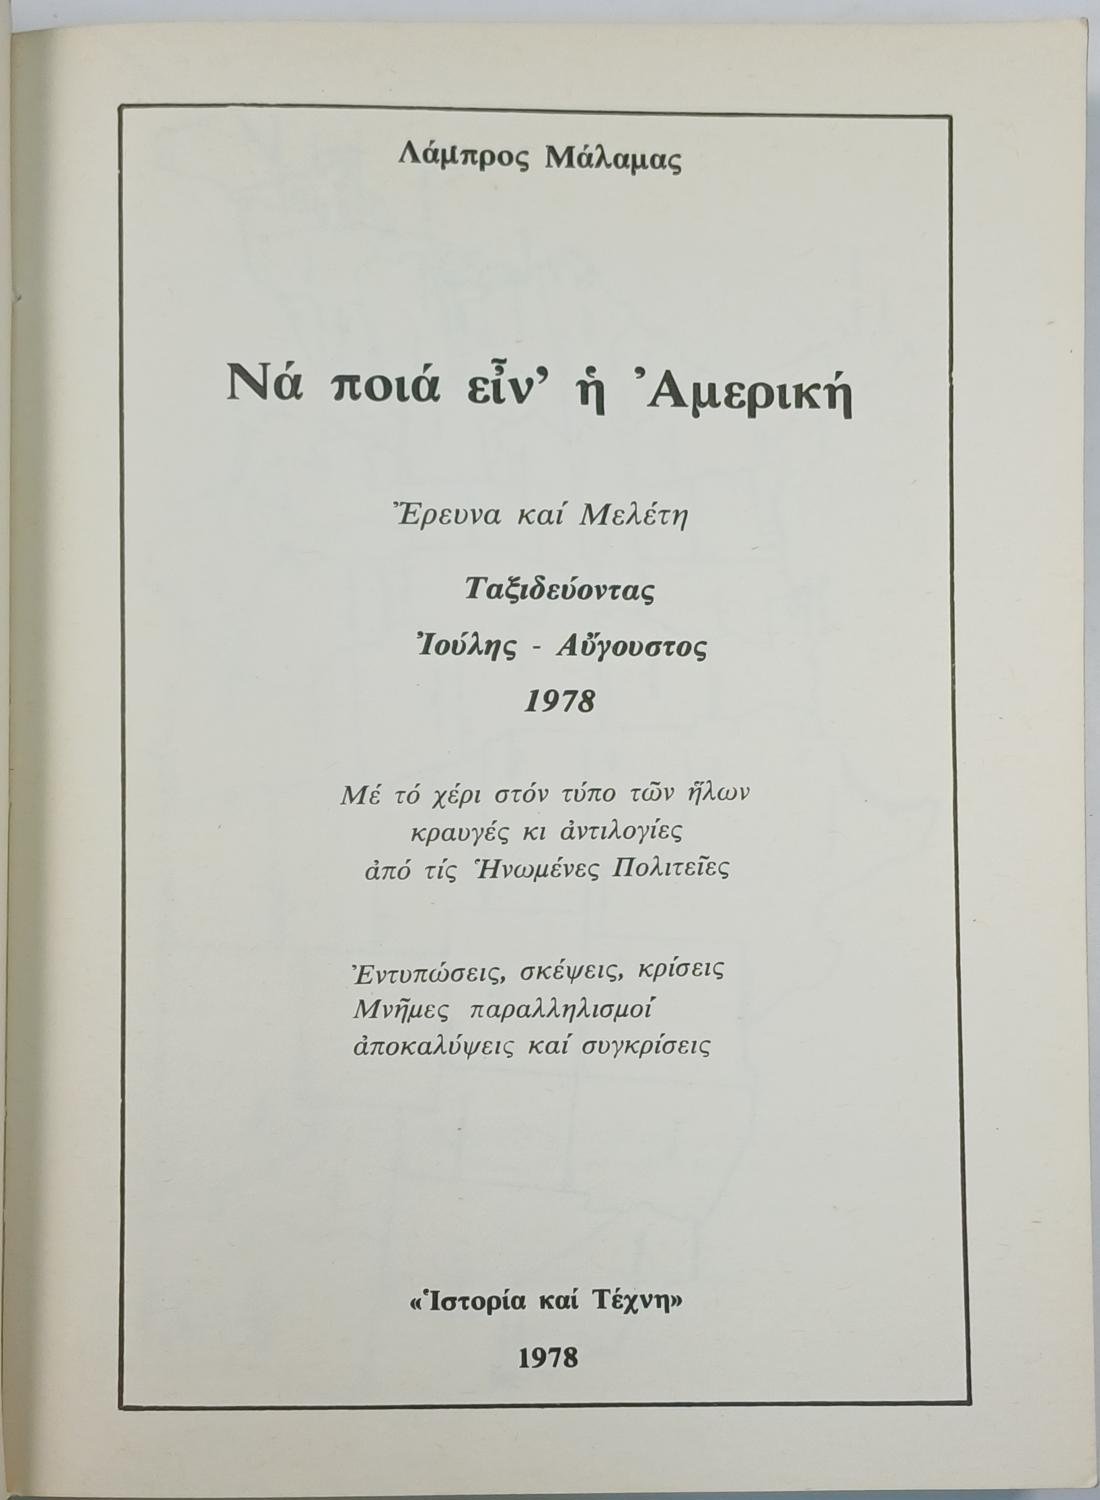 Λάμπρος Μάλαμας
Νά ποιά εἶν' ἡ Ἀμερική
Ἔρευνα καί Μελέτη
Ταξιδεύοντας
Ἰούλης - Αὔγουστος
1978
Μέ τό χέρι στόν τύπο τῶν ἥλων
κραυγές κι ἀντιλογίες
ἀπό τίς Ἡνωμένες Πολιτεῖες
Ἐντυπώσεις, σκέψεις, κρίσεις
Μνῆμες παραλληλισμοί
ἀποκαλύψεις καί συγκρίσεις
«Ἱστορία καί Τέχνη»
1978